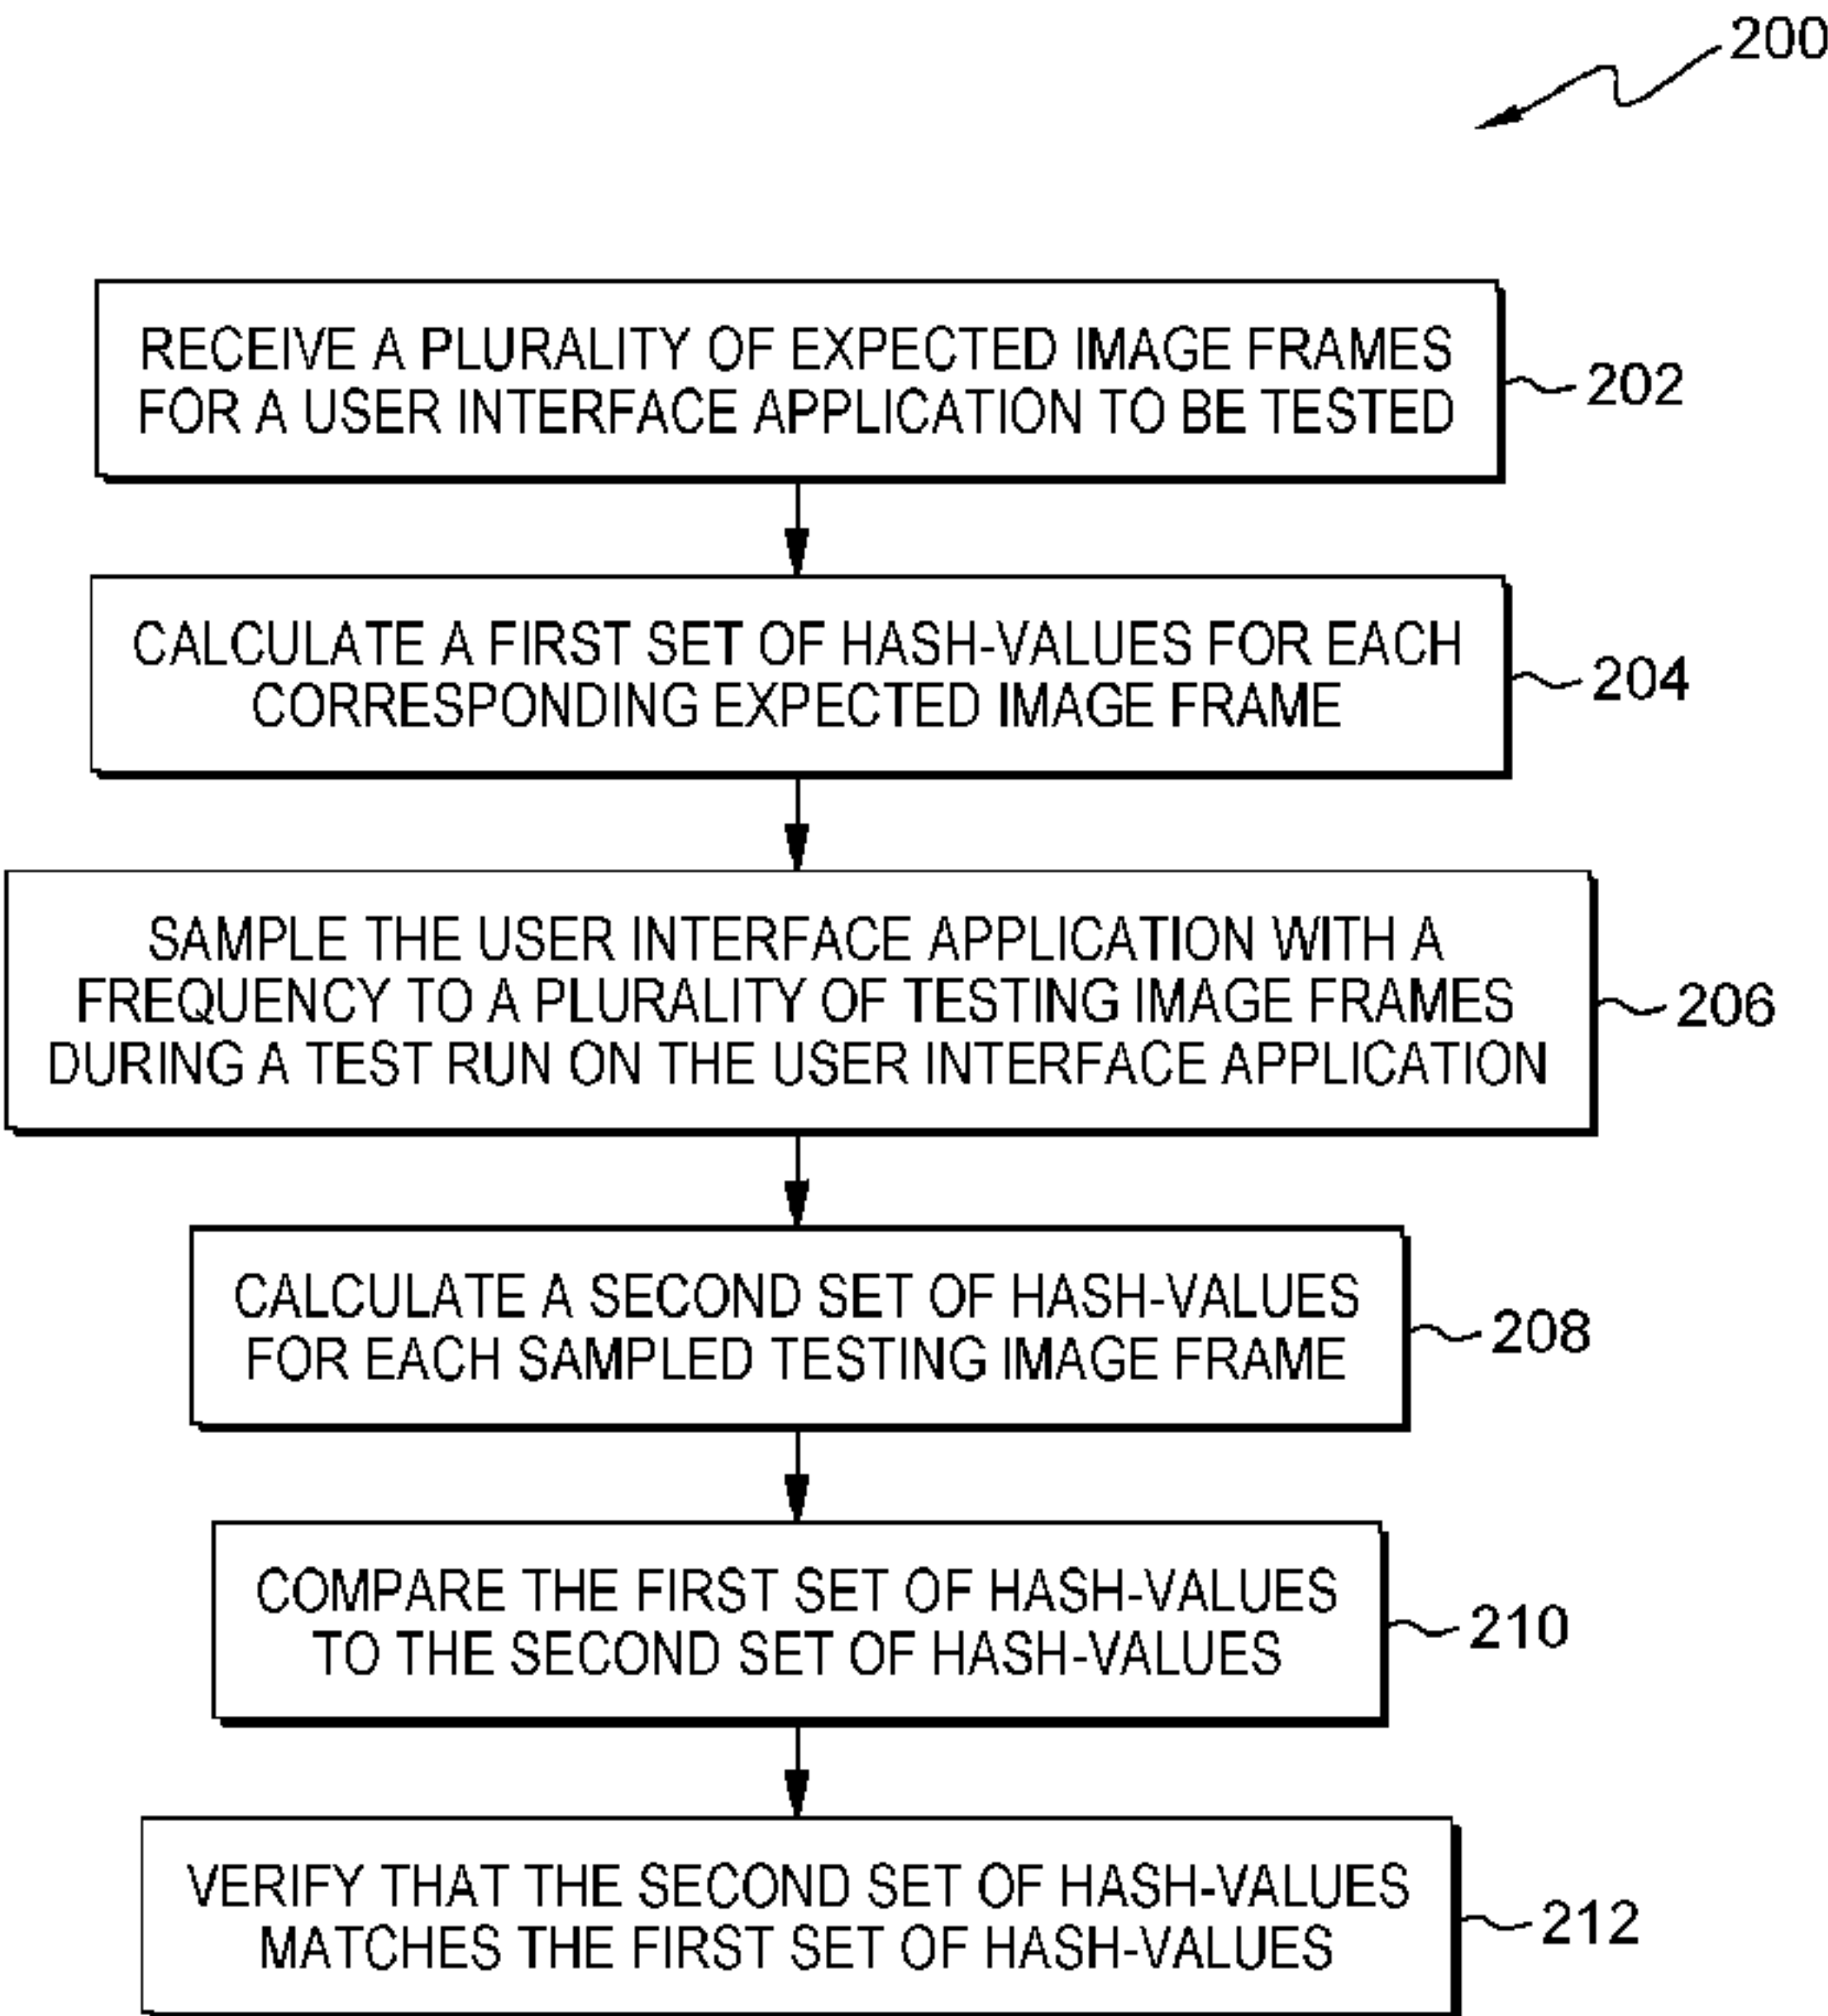 200
RECEIVE A PLURALITY OF EXPECTED IMAGE FRAMES
FOR A USER INTERFACE APPLICATION TO BE TESTED
202
CALCULATE A FIRST SET OF HASH-VALUES FOR EACH
CORRESPONDING EXPECTED IMAGE FRAME
204
SAMPLE THE USER INTERFACE APPLICATION WITH A
FREQUENCY TO A PLURALITY OF TESTING IMAGE FRAMES
DURING A TEST RUN ON THE USER INTERFACE APPLICATION
206
CALCULATE A SECOND SET OF HASH-VALUES
FOR EACH SAMPLED TESTING IMAGE FRAME
208
COMPARE THE FIRST SET OF HASH-VALUES
TO THE SECOND SET OF HASH-VALUES
210
VERIFY THAT THE SECOND SET OF HASH-VALUES
MATCHES THE FIRST SET OF HASH-VALUES
212